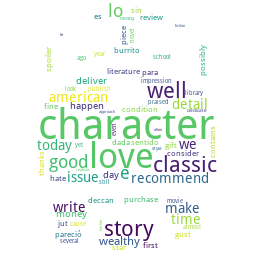 lo
es
sin
review
piece
novel
burrito
possibly
spoiler
ago
year
school
literature
para
impression
deliver
well
library
look
publish
american
praised
detail
fine
happen
condition
contains
even
character
today
yet
dadasentido
gift
we
thanks
love
consider
good
classic
issue
day
e
recommend
hate
still
deccan
purchase
movie
write
make
money
story
time
jut
cause
almost
pareció
wealthy
gust
several
star
first